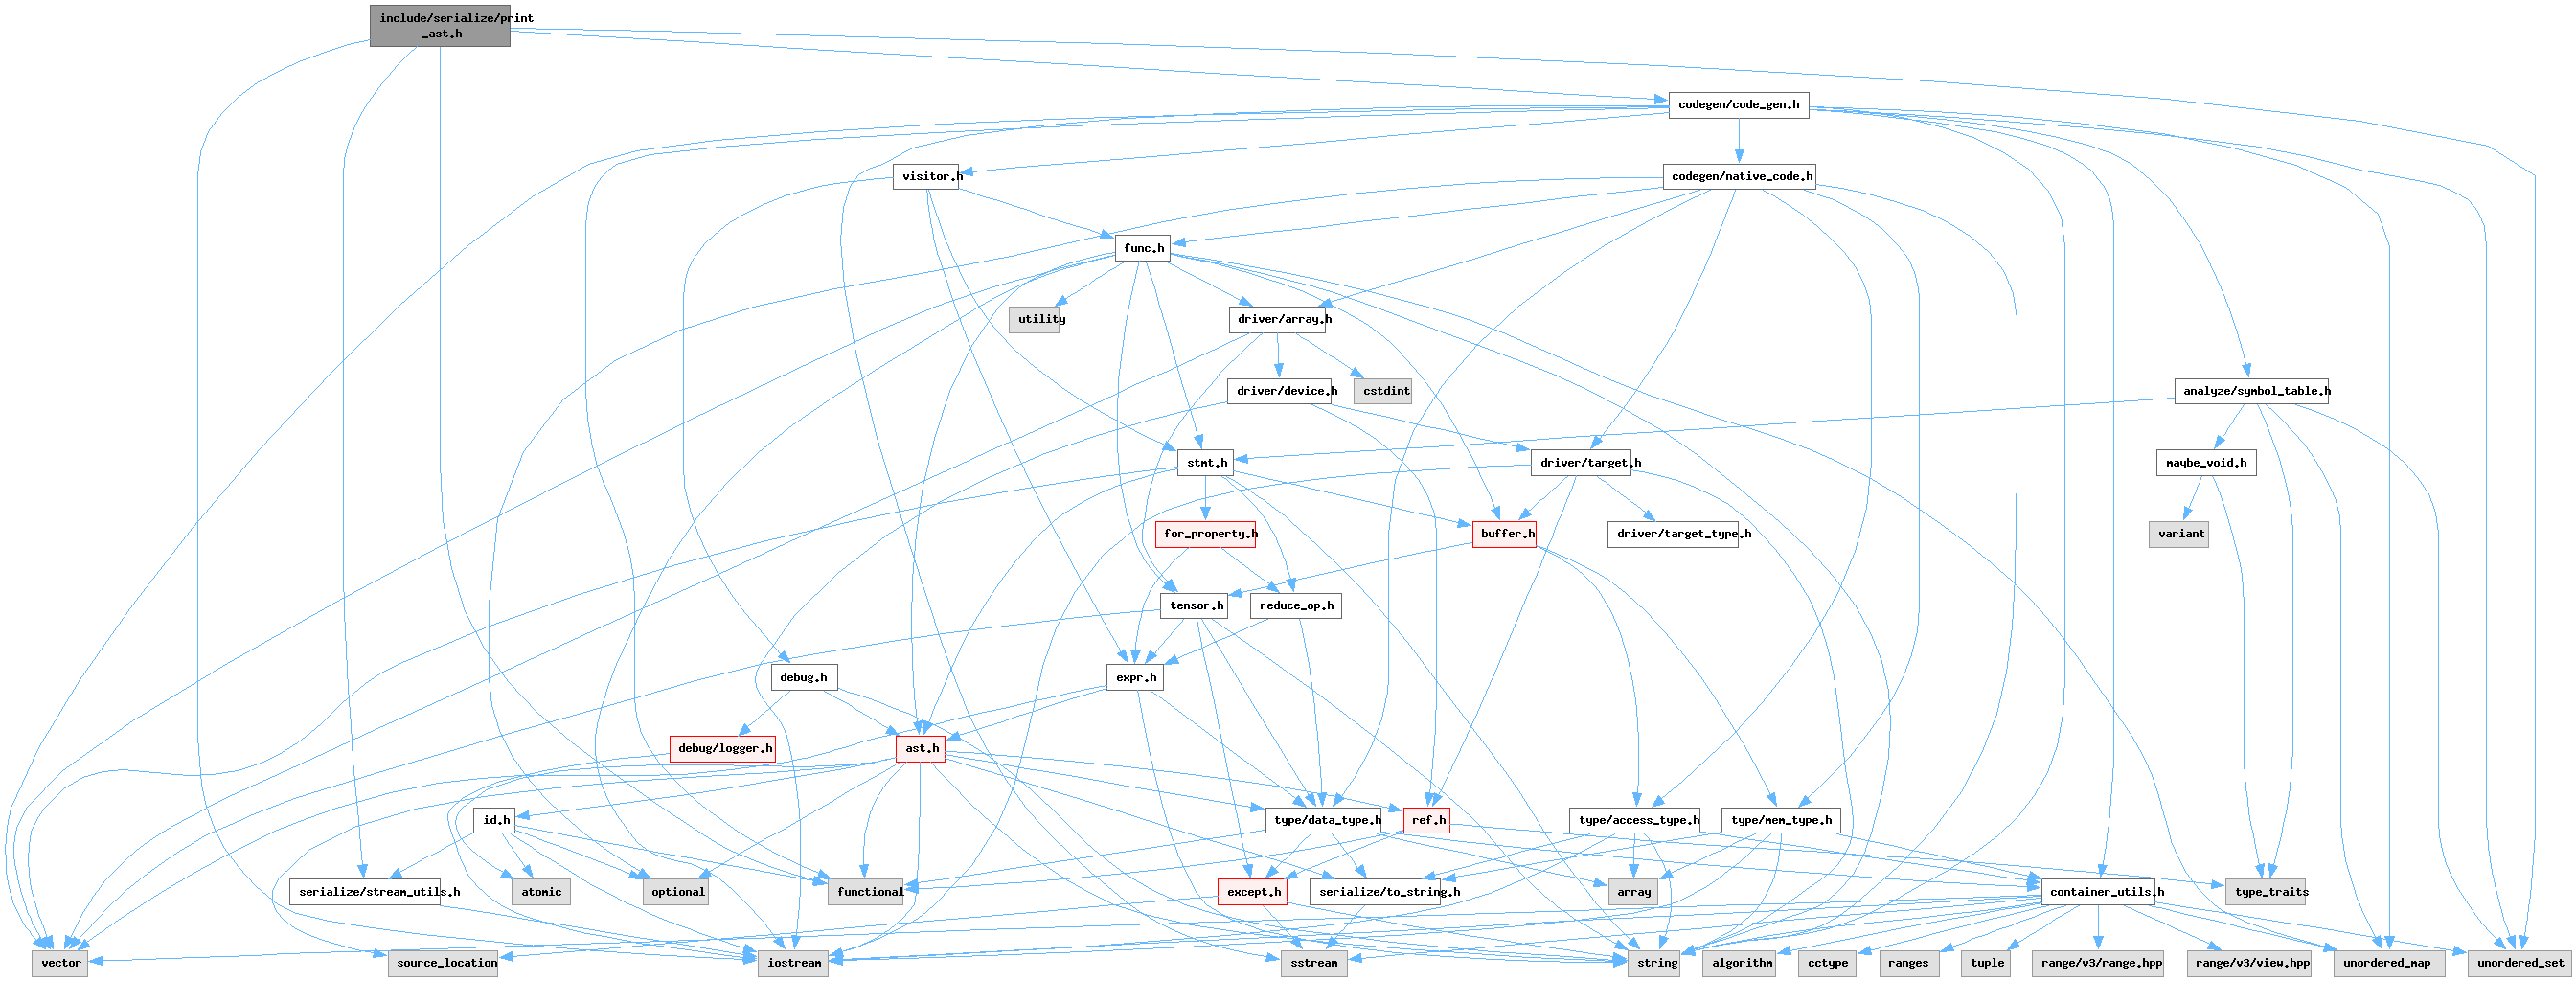 include/serialize/print
_ast.h
codegen/code_gen.h
visitor.h
codegen/native_code.h
func.h
utility
driver/array.h
driver/device.h
cstdint
analyze/symbol_table.h
stmt.h
driver/target.h
maybe_void.h
for_property.h
buffer.h
driver/target_type.h
variant
tensor.h
reduce_op.h
debug.h
expr.h
debug/logger.h
ast.h
id.h
type/data_type.h
ref.h
type/access_type.h
type/mem_type.h
serialize/stream_utils.h
atomic
optional
functional
except.h
serialize/to_string.h
array
container_utils.h
type_traits
vector
source_location
iostream
sstream
string
algorithm
cctype
ranges
tuple
range/v3/range.hpp
range/v3/view.hpp
unordered_map
unordered_set